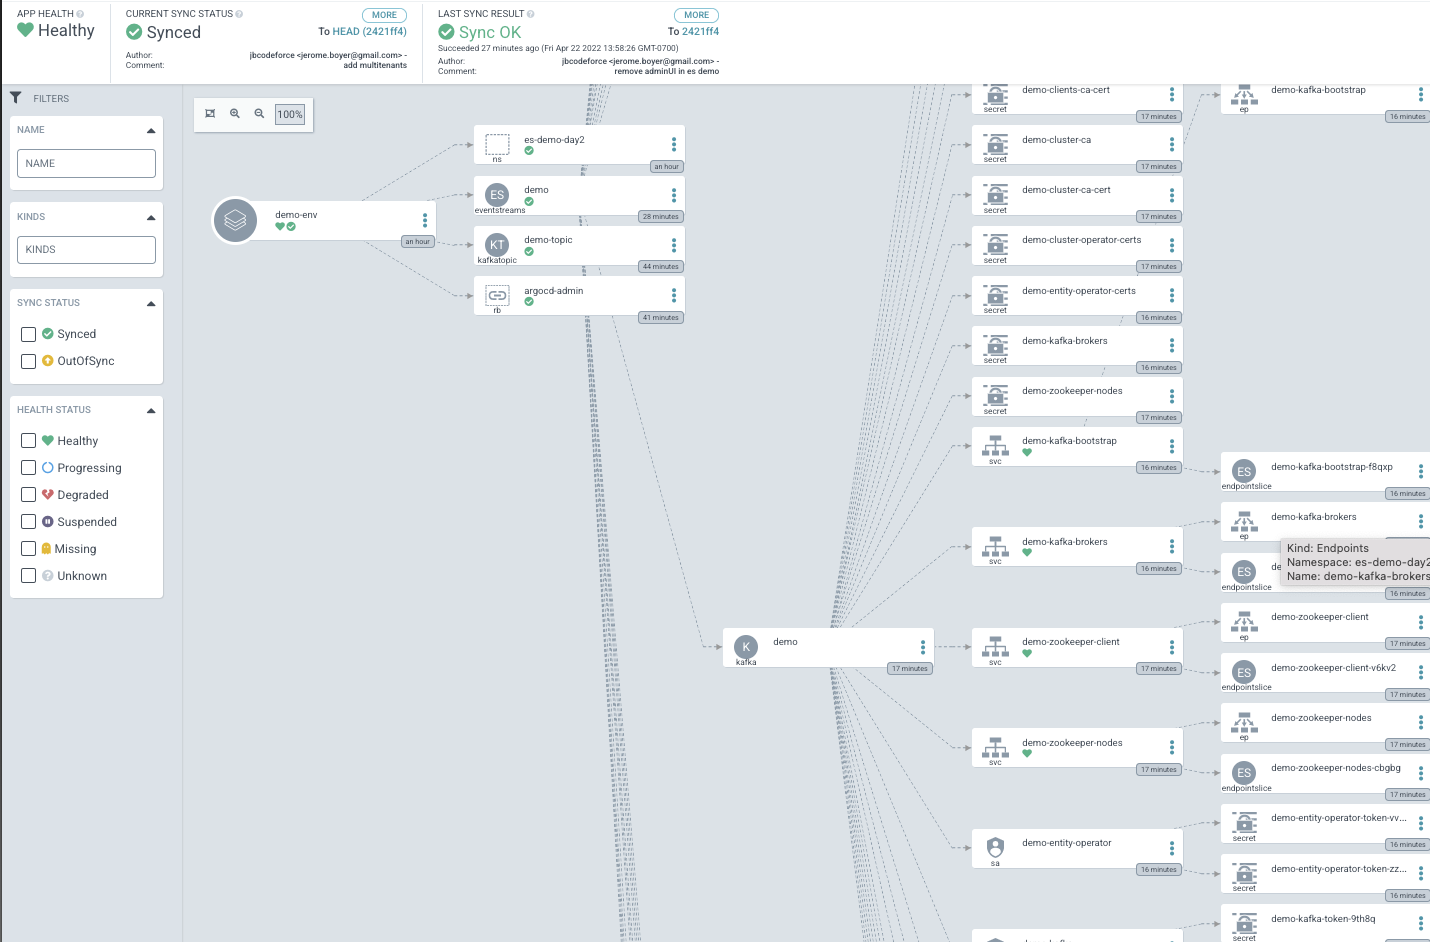 APP HEALTH
Healthy
CURRENT SYNC STATUS
MORE
Synced
To HEAD (2421ff4)
Author:
jbcodeforce <jerome.boyer@gmail.com> -
Comment:
add multitenants
LAST SYNC RESULT
MORE
Sync OK
To 2421ff4
Succeeded 27 minutes ago (Fri Apr 22 2022 13:58:26 GMT-0700)
Author:
jbcodeforce <jerome.boyer@gmail.com> -
Comment:
remove adminUI in es demo
FILTERS
NAME
NAME
KINDS
KINDS
SYNC STATUS
Synced
OutOfSync
HEALTH STATUS
Healthy
Progressing
Degraded
Suspended
Missing
Unknown
100%
demo-env
an hour
es-demo-day2
ns
an hour
ES
demo
eventstreams
28 minutes
KT
demo-topic
kafkatopic
44 minutes
argocd-admin
rb
41 minutes
K
demo
kafka
17 minutes
demo-clients-ca-cert
secret
17 minutes
demo-cluster-ca
secret
17 minutes
demo-cluster-ca-cert
secret
17 minutes
demo-cluster-operator-certs
secret
17 minutes
demo-entity-operator-certs
secret
16 minutes
demo-kafka-brokers
secret
16 minutes
demo-zookeeper-nodes
secret
17 minutes
demo-kafka-bootstrap
svc
16 minutes
demo-kafka-brokers
svc
16 minutes
demo-zookeeper-client
svc
17 minutes
demo-zookeeper-nodes
svc
17 minutes
demo-entity-operator
sa
16 minutes
demo-kafka-bootstrap
ep
16 minutes
ES
demo-kafka-bootstrap-f8qxp
endpointslice
16 minutes
demo-kafka-brokers
ep
Kind: Endpoints
Namespace: es-demo-day2
Name: demo-kafka-brokers
ES
endpointslice
16 minutes
demo-zookeeper-client
ep
17 minutes
ES
demo-zookeeper-client-v6kv2
endpointslice
17 minutes
demo-zookeeper-nodes
ep
17 minutes
ES
demo-zookeeper-nodes-cbgbg
endpointslice
17 minutes
demo-entity-operator-token-vv...
secret
16 minutes
demo-entity-operator-token-zz...
secret
16 minutes
demo-kafka-token-9th8q
secret